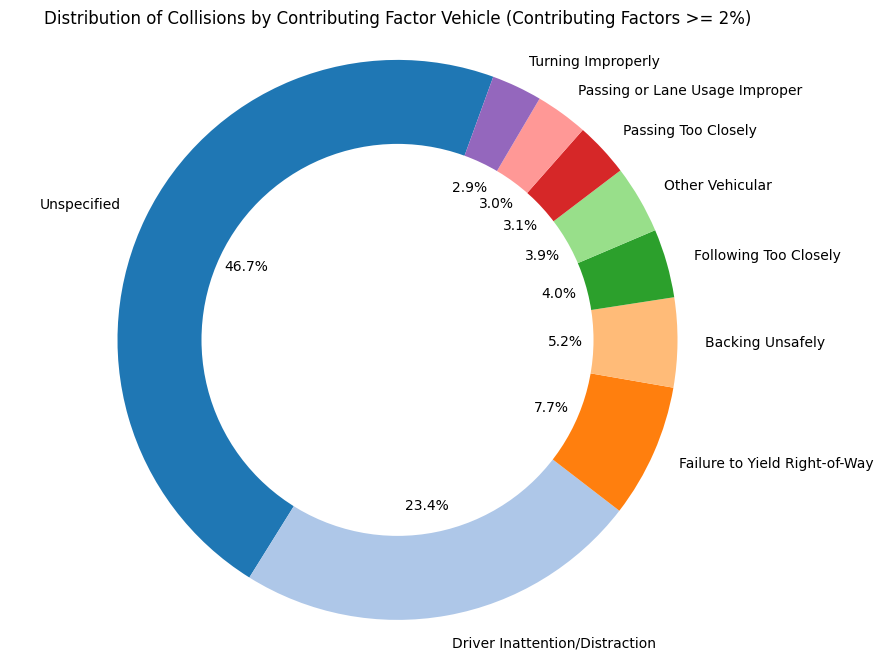 Distribution of Collisions by Contributing Factor Vehicle (Contributing Factors >= 2%)
Turning Improperly
Passing or Lane Usage Improper
Passing Too Closely
Other Vehicular
Following Too Closely
Backing Unsafely
Failure to Yield Right-of-Way
Driver Inattention/Distraction
Unspecified
2.9%
3.0%
3.1%
3.9%
4.0%
5.2%
7.7%
23.4%
46.7%